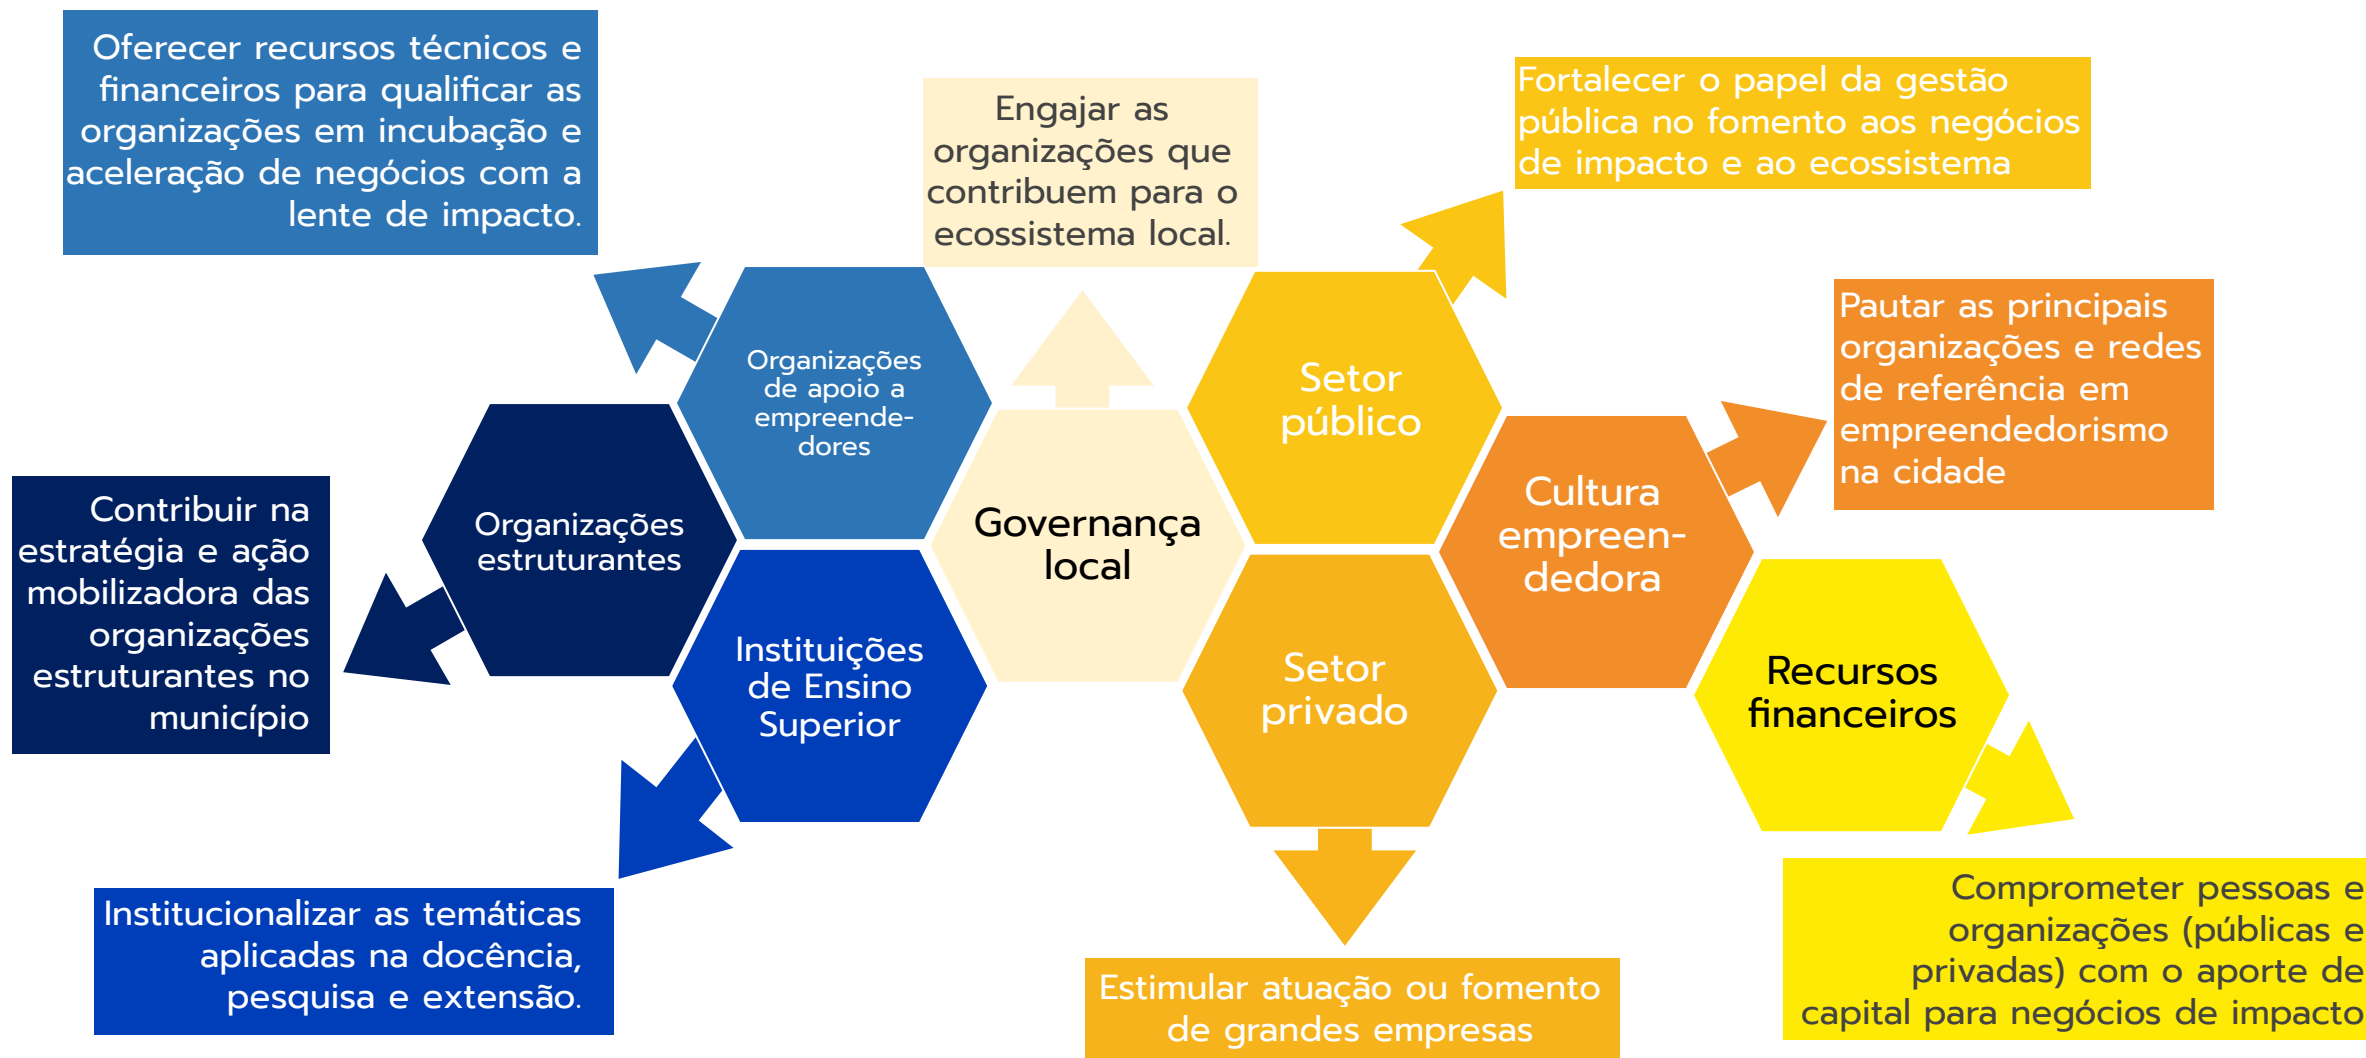 Oferecer recursos técnicos e
financeiros para qualificar as
organizações em incubação e
aceleração de negócios com a
lente de impacto.
Engajar as
organizações que
contribuem para o
ecossistema local.
Fortalecer o papel da gestão
pública no fomento aos negócios
de impacto e ao ecossistema
Pautar as principais
organizações e redes
de referência em
empreendedorismo
na cidade
Organizações
de apoio a
empreende-
dores
Setor
público
Contribuir na
estratégia e ação
mobilizadora das
organizações
estruturantes no
município
Organizações
estruturantes
Governança
local
Cultura
empreen-
dedora
Instituições
de Ensino
Superior
Setor
privado
Recursos
financeiros
Institucionalizar as temáticas
aplicadas na docência,
pesquisa e extensão.
Estimular atuação ou fomento
de grandes empresas
Comprometer pessoas e
organizações (públicas e
privadas) com o aporte de
capital para negócios de impacto